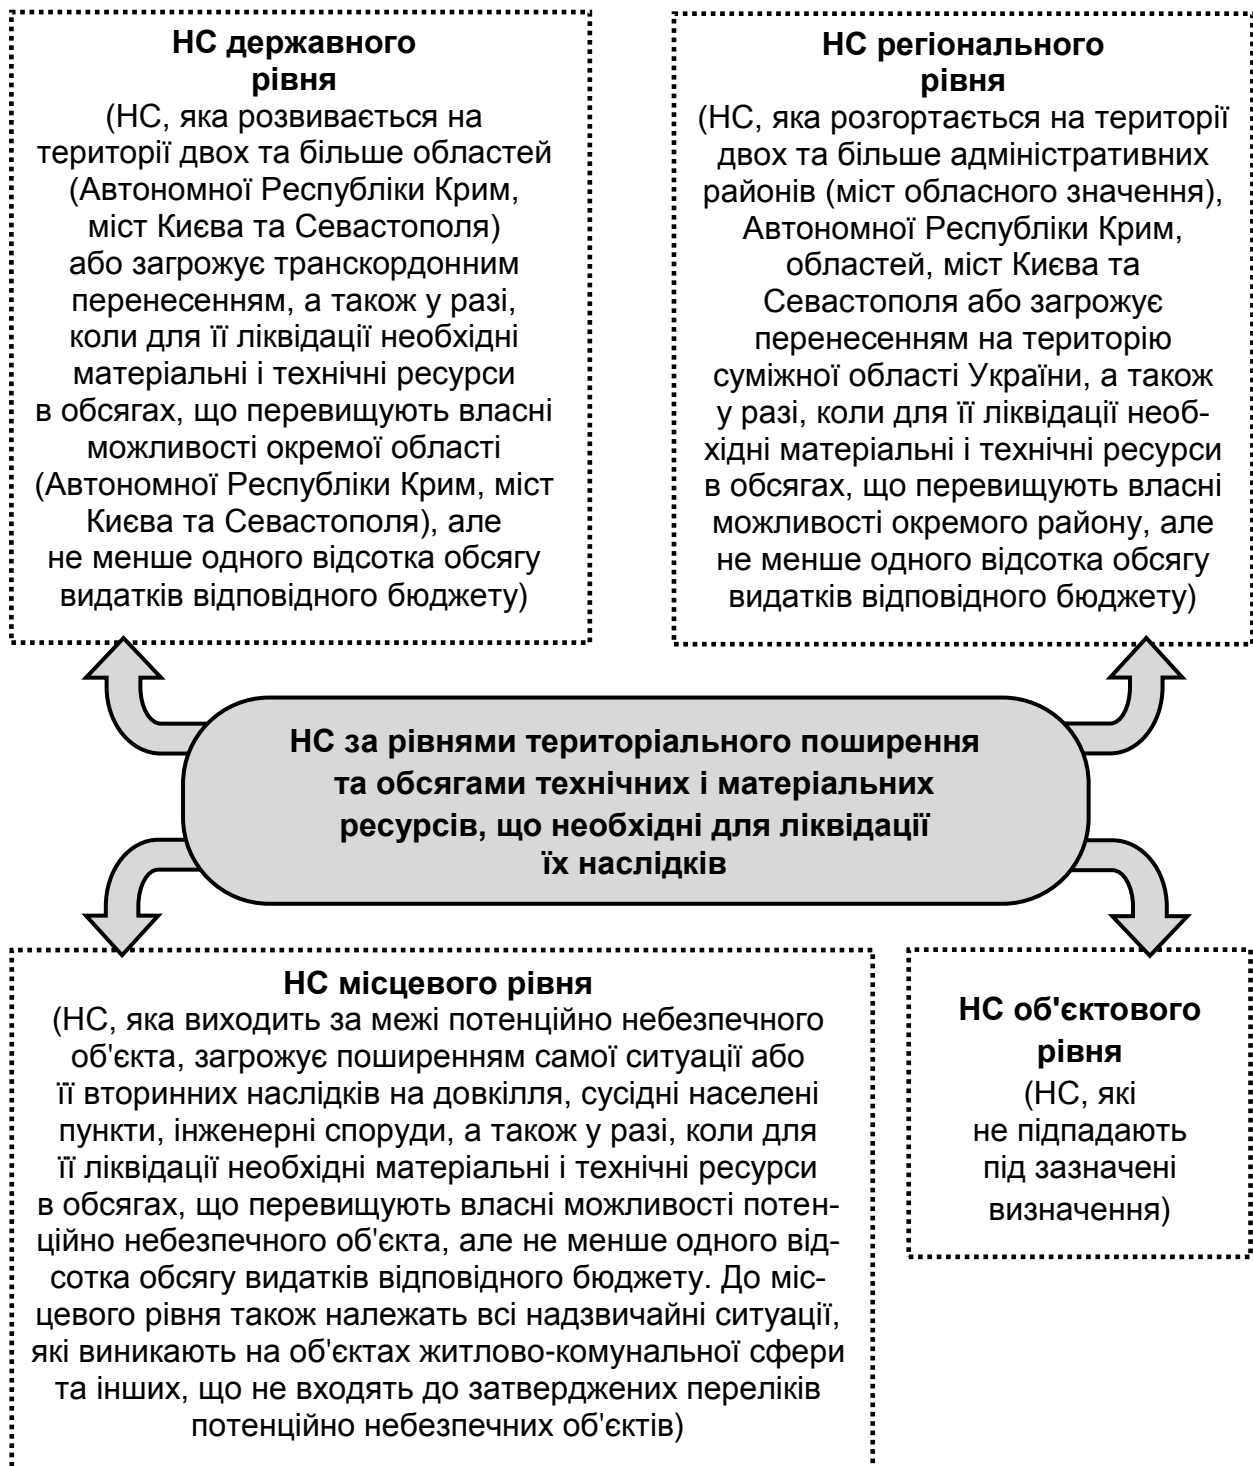 НС державного
рівня
(НС, яка розвивається на
території двох та більше областей
(Автономної Республіки Крим,
міст Києва та Севастополя)
або загрожує транскордонним
перенесенням, а також у разі,
коли для її ліквідації необхідні
матеріальні і технічні ресурси
в обсягах, що перевищують власні
можливості окремої області
(Автономної Республіки Крим, міст
Києва та Севастополя), але
не менше одного відсотка обсягу
видатків відповідного бюджету)
НС регіонального
рівня
(НС, яка розгортається на території
двох та більше адміністративних
районів (міст обласного значення),
Автономної Республіки Крим,
областей, міст Києва та
Севастополя або загрожує
перенесенням на територію
суміжної області України, а також
у разі, коли для її ліквідації необ-
хідні матеріальні і технічні ресурси
в обсягах, що перевищують власні
можливості окремого району, але
не менше одного відсотка обсягу
видатків відповідного бюджету)
НС за рівнями територіального поширення
та обсягами технічних і матеріальних
ресурсів, що необхідні для ліквідації
їх наслідків
НС місцевого рівня
(НС, яка виходить за межі потенційно небезпечного
об'єкта, загрожує поширенням самої ситуації або
її вторинних наслідків на довкілля, сусідні населені
пункти, інженерні споруди, а також у разі, коли для
її ліквідації необхідні матеріальні і технічні ресурси
в обсягах, що перевищують власні можливості потен-
ційно небезпечного об'єкта, але не менше одного від-
сотка обсягу видатків відповідного бюджету. До міс-
цевого рівня також належать всі надзвичайні ситуації,
які виникають на об'єктах житлово-комунальної сфери
та інших, що не входять до затверджених переліків
потенційно небезпечних об'єктів)
НС об'єктового
рівня
(НС, які
не підпадають
під зазначені
визначення)